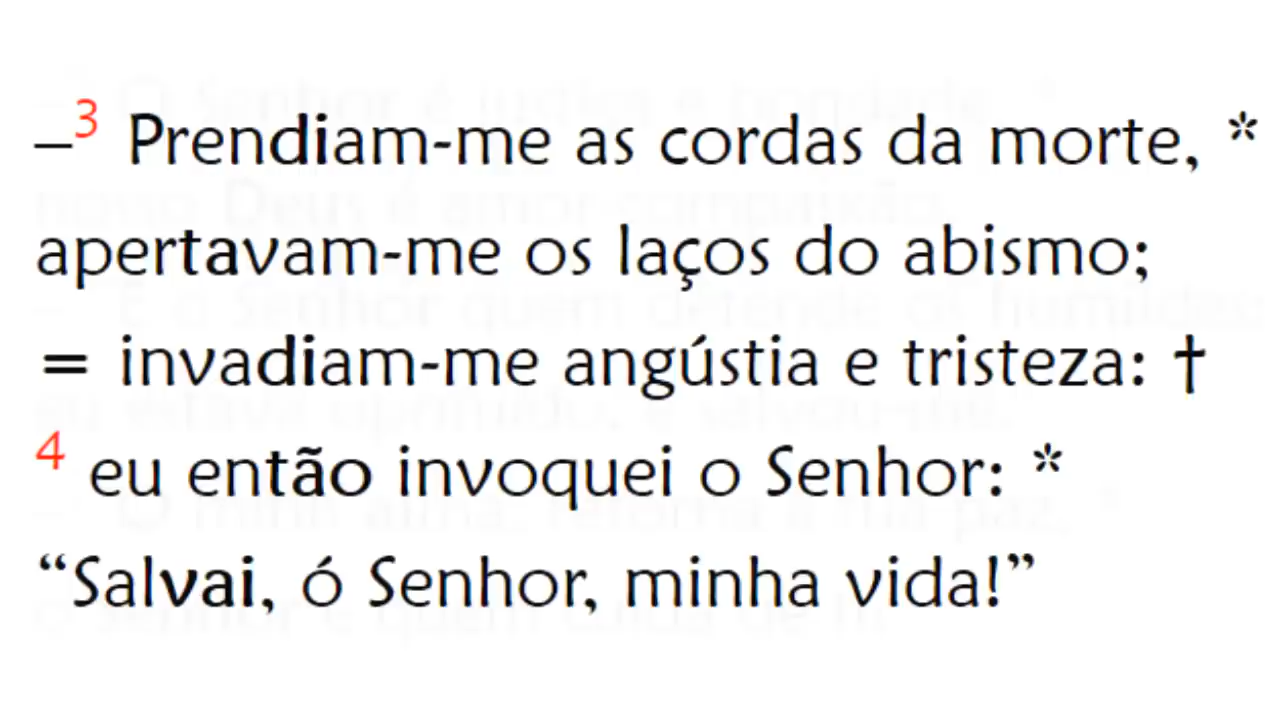 –3 Prendiam-me as cordas da morte, *
apertavam-me os laços do abismo;
= invadiam-me angústia e tristeza: †
4 eu então invoquei o Senhor: *
“Salvai, ó Senhor, minha vida!”